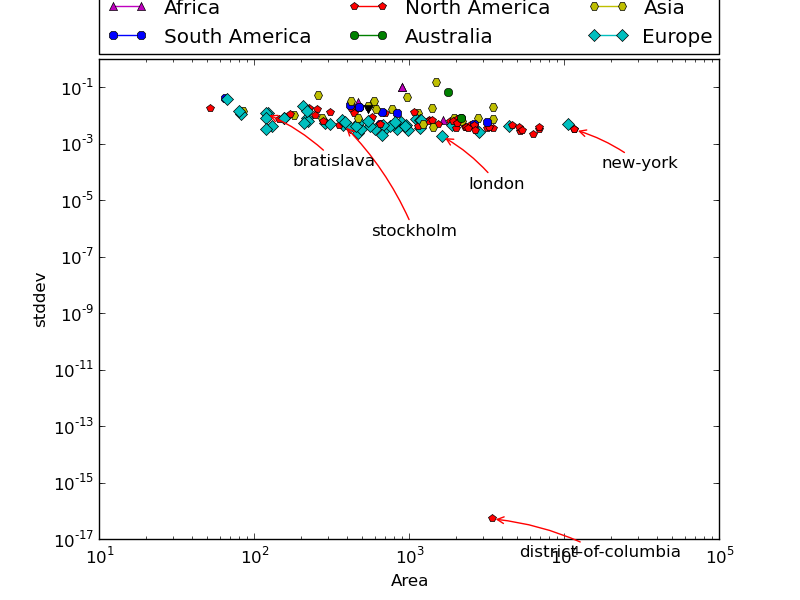 Africa North America Asia
South America Australia Europe
10^-1
10^-3
bratislava
new-york
london
10^-5
stockholm
10^-7
stddev
10^-9
10^-11
10^-13
10^-15
10^-17
district-of-columbia
10^1 10^2 10^3 10^4 10^5
Area